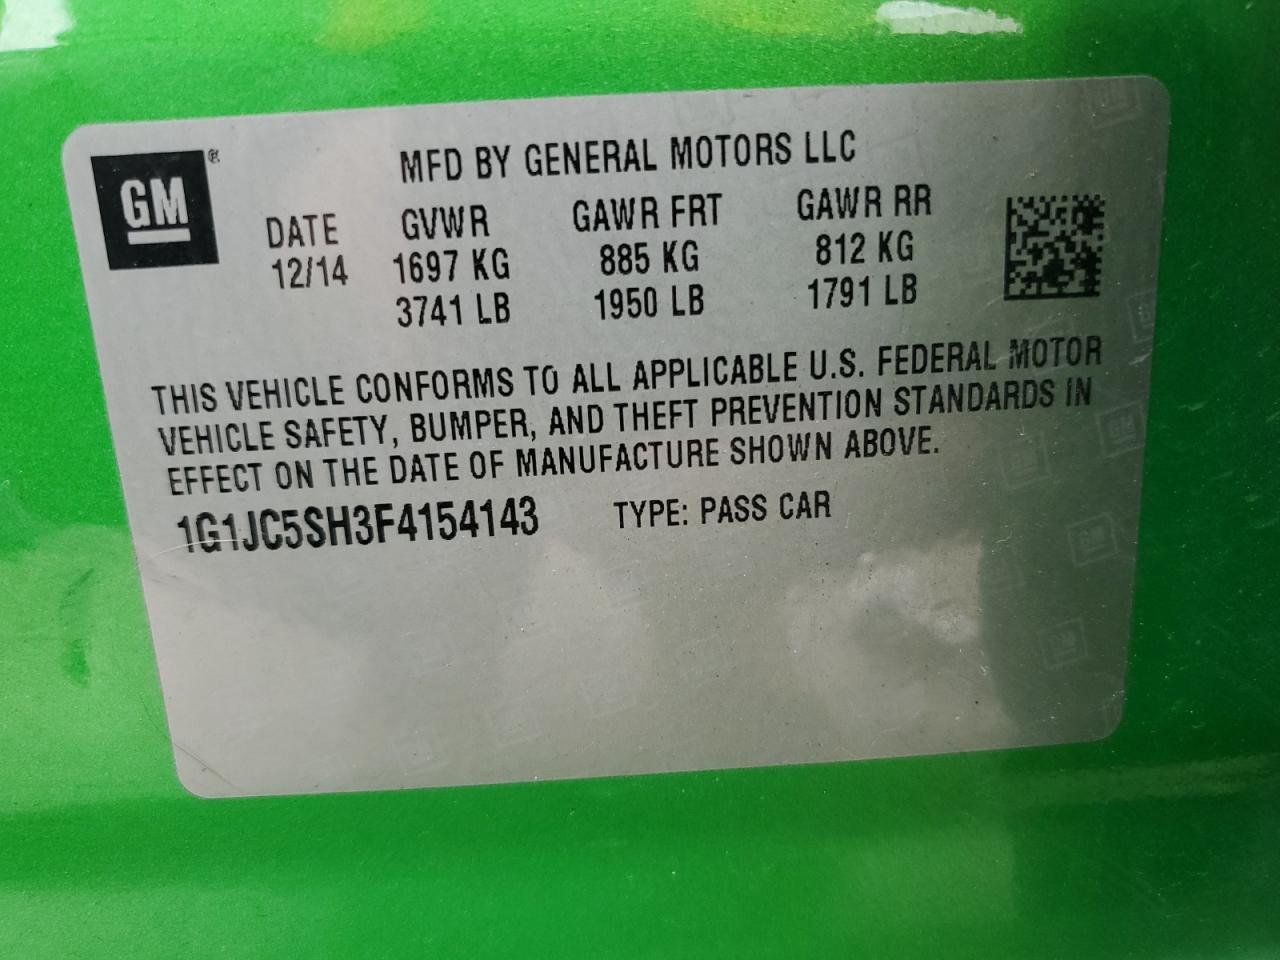 GM ®
MFD BY GENERAL MOTORS LLC
DATE GVWR GAWR FRT GAWR RR
12/14 1697 KG 885 KG 812 KG
3741 LB 1950 LB 1791 LB
THIS VEHICLE CONFORMS TO ALL APPLICABLE U.S. FEDERAL MOTOR
VEHICLE SAFETY, BUMPER, AND THEFT PREVENTION STANDARDS IN
EFFECT ON THE DATE OF MANUFACTURE SHOWN ABOVE.
1G1JC5SH3F4154143 TYPE: PASS CAR